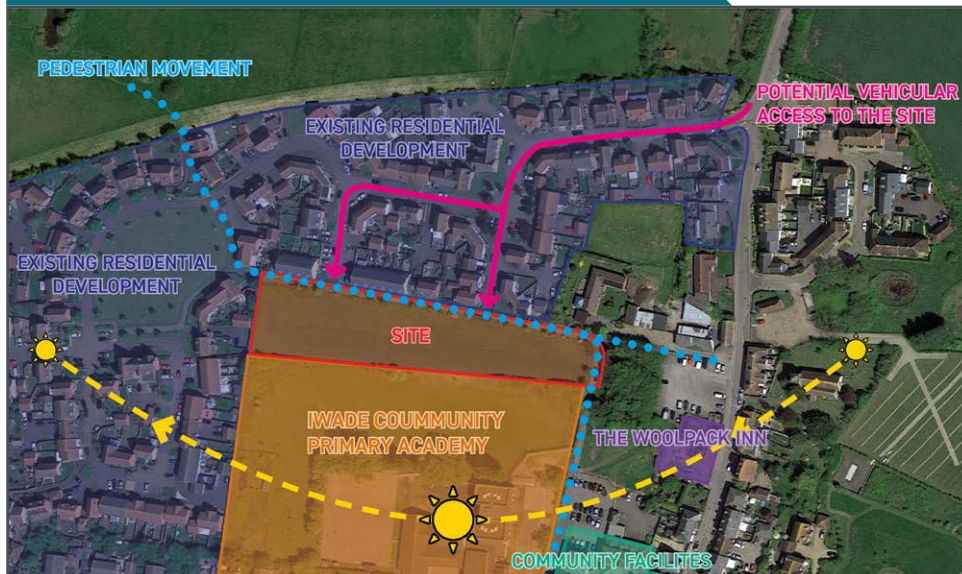 PEDESTRIAN MOVEMENT
POTENTIAL VEHICULAR
ACCESS TO THE SITE
EXISTING RESIDENTIAL
DEVELOPMENT
EXISTING RESIDENTIAL
DEVELOPMENT
SITE
IWADE COUMMUNITY
PRIMARY ACADEMY
THE WOOLPACK INN
COMMUNITY FACILITES